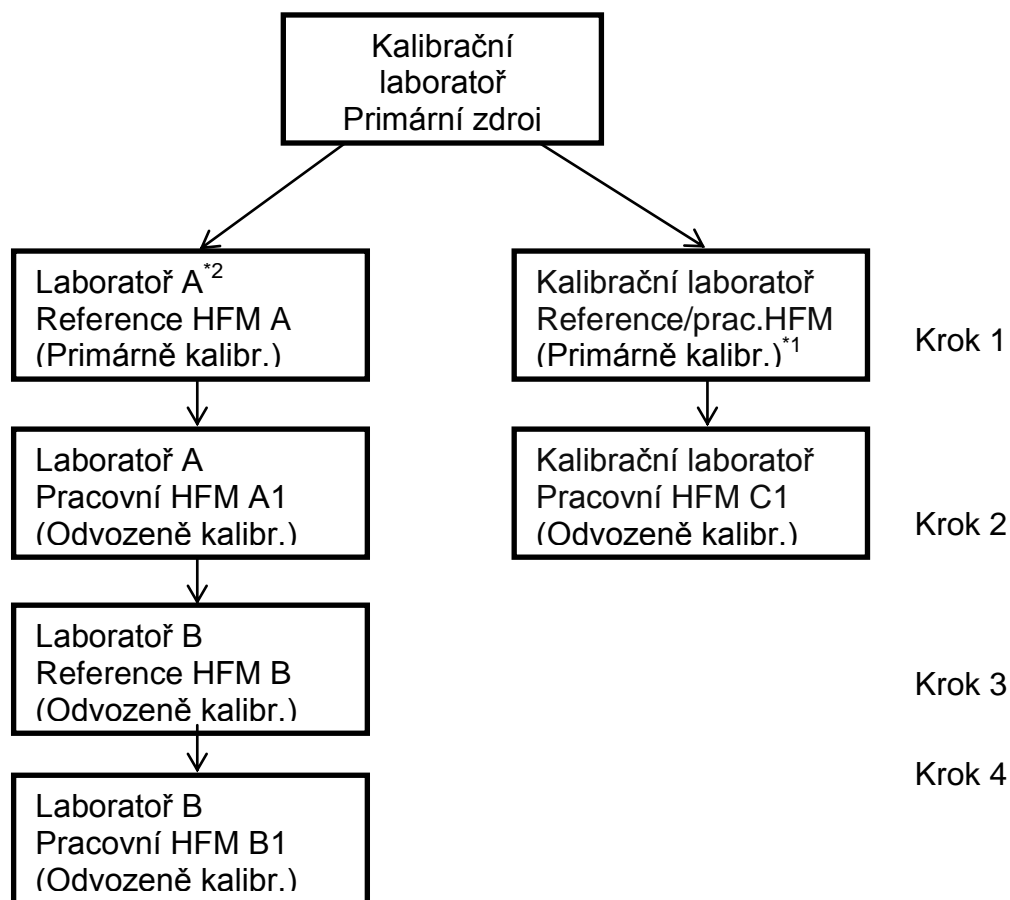 Kalibrační
laboratoř
Primární zdroj
Laboratoř A*2
Reference HFM A
(Primárně kalibr.)
Kalibrační laboratoř
Reference/prac.HFM
(Primárně kalibr.)*1
Krok 1
Laboratoř A
Pracovní HFM A1
(Odvozeně kalibr.)
Kalibrační laboratoř
Pracovní HFM C1
(Odvozeně kalibr.)
Krok 2
Laboratoř B
Reference HFM B
(Odvozeně kalibr.)
Krok 3
Laboratoř B
Pracovní HFM B1
(Odvozeně kalibr.)
Krok 4